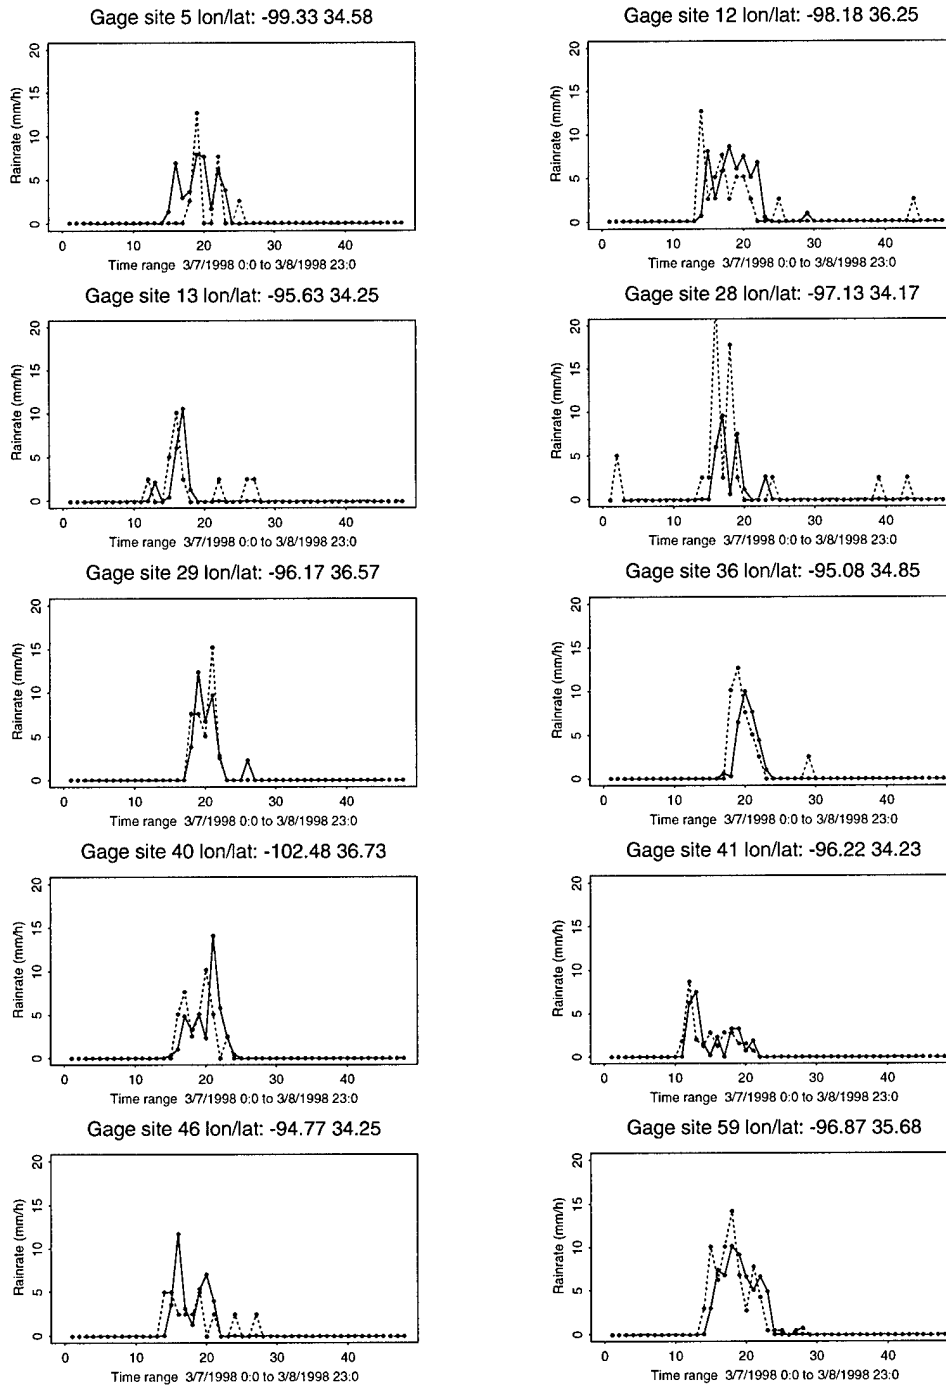 Gage site 5 lon/lat: -99.33 34.58
20
15
10
5
0
Rainrate (mm/h)
0 20 40
10 30
Time range 3/7/1998 0:0 to 3/8/1998 23:0
Gage site 12 lon/lat: -98.18 36.25
20
15
10
5
0
Rainrate (mm/h)
0 10 20 30 40
Time range 3/7/1998 0:0 to 3/8/1998 23:0
Gage site 13 lon/lat: -95.63 34.25
20
15
10
5
0
Rainrate (mm/h)
0 10 20 30 40
Time range 3/7/1998 0:0 to 3/8/1998 23:0
Gage site 28 lon/lat: -97.13 34.17
20
15
10
5
0
Rainrate (mm/h)
0 10 20 30 40
Time range 3/7/1998 0:0 to 3/8/1998 23:0
Gage site 29 lon/lat: -96.17 36.57
20
15
10
5
0
Rainrate (mm/h)
0 10 20 30 40
Time range 3/7/1998 0:0 to 3/8/1998 23:0
Gage site 36 lon/lat: -95.08 34.85
20
15
10
5
0
Rainrate (mm/h)
0 10 20 30 40
Time range 3/7/1998 0:0 to 3/8/1998 23:0
Gage site 40 lon/lat: -102.48 36.73
20
15
10
5
0
Rainrate (mm/h)
0 10 20 30 40
Time range 3/7/1998 0:0 to 3/8/1998 23:0
Gage site 41 lon/lat: -96.22 34.23
20
15
10
5
0
Rainrate (mm/h)
0 10 20 30 40
Time range 3/7/1998 0:0 to 3/8/1998 23:0
Gage site 46 lon/lat: -94.77 34.25
20
15
10
5
0
Rainrate (mm/h)
0 10 20 30 40
Time range 3/7/1998 0:0 to 3/8/1998 23:0
Gage site 59 lon/lat: -96.87 35.68
20
15
10
5
0
Rainrate (mm/h)
0 10 20 30 40
Time range 3/7/1998 0:0 to 3/8/1998 23:0